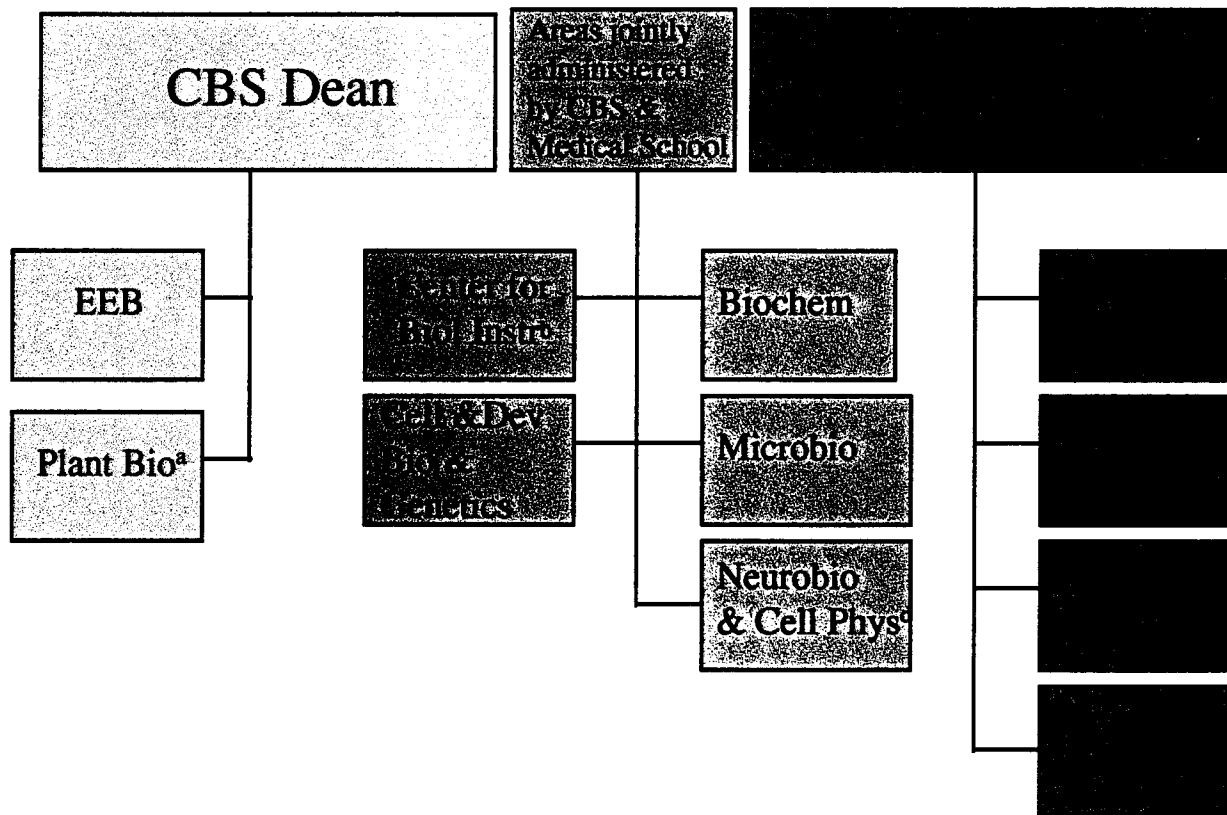 CBS Dean
Areas jointly
administered
by CBS &
Medical School
EEB
Plant Bioᵃ
Center for
Biol Instrᵇ
Cell & Dev
Bio &
Genetics
Biochem
Microbio
Neurobio
& Cell Physᶜ